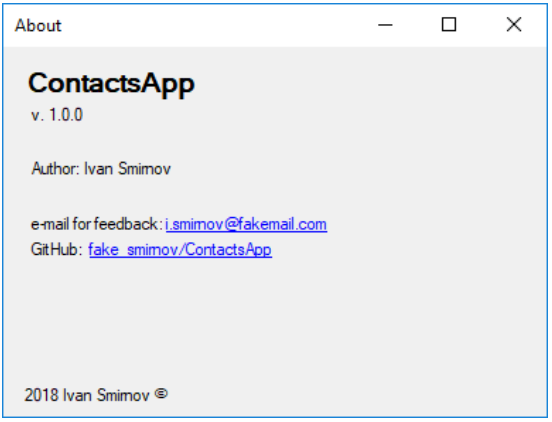 About
ContactsApp
v. 1.0.0
Author: Ivan Smirnov
e-mail for feedback: i.smirnov@fakemail.com
GitHub: fake_smirnov/ContactsApp
2018 Ivan Smirnov ©